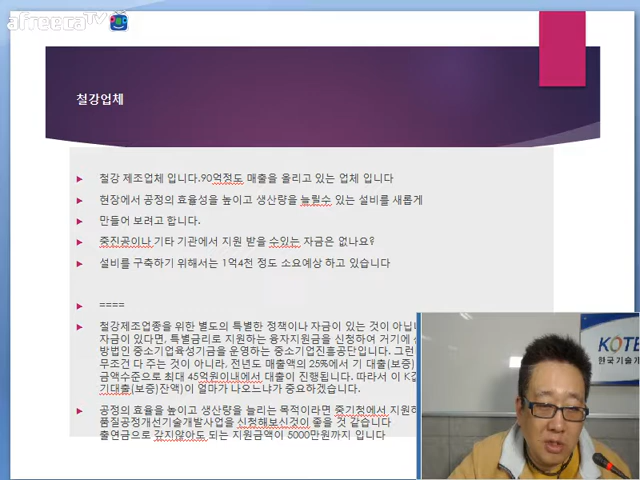 afreecaTV
철강업체
철강 제조업체 입니다.90억정도 매출을 올리고 있는 업체 입니다
현장에서 공정의 효율성을 높이고 생산량을 늘릴수 있는 설비를 새롭게
만들어 보려고 합니다.
중진공이나 기타 기관에서 지원 받을 수있는 자금은 없나요?
설비를 구축하기 위해서는 1억4천 정도 소요예상 하고 있습니다
====
철강제조업종을 위한 별도의 특별한 정책이나 자금이 있는 것이 아닙니
자금이 있다면, 특별금리로 지원하는 융자지원금을 신청하여 거기에
방법인 중소기업육성기금을 운영하는 중소기업진흥공단입니다. 그런
무조건 다 주는 것이 아니라, 전년도 매출액의 25%에서 기 대출(보증)
금액수준으로 최대 45억원이내에서 대출이 진행됩니다. 따라서 이 K값
기대출(보증)잔액)이 얼마가 나오느냐가 중요하겠습니다.
공정의 효율을 높이고 생산량을 늘리는 목적이라면 중기청에서 지원하
품질공정개선기술개발사업을 신청해보신것이 좋을 것 같습니다
출연금으로 갚지않아도 되는 지원금액이 5000만원까지 입니다
한국기술개